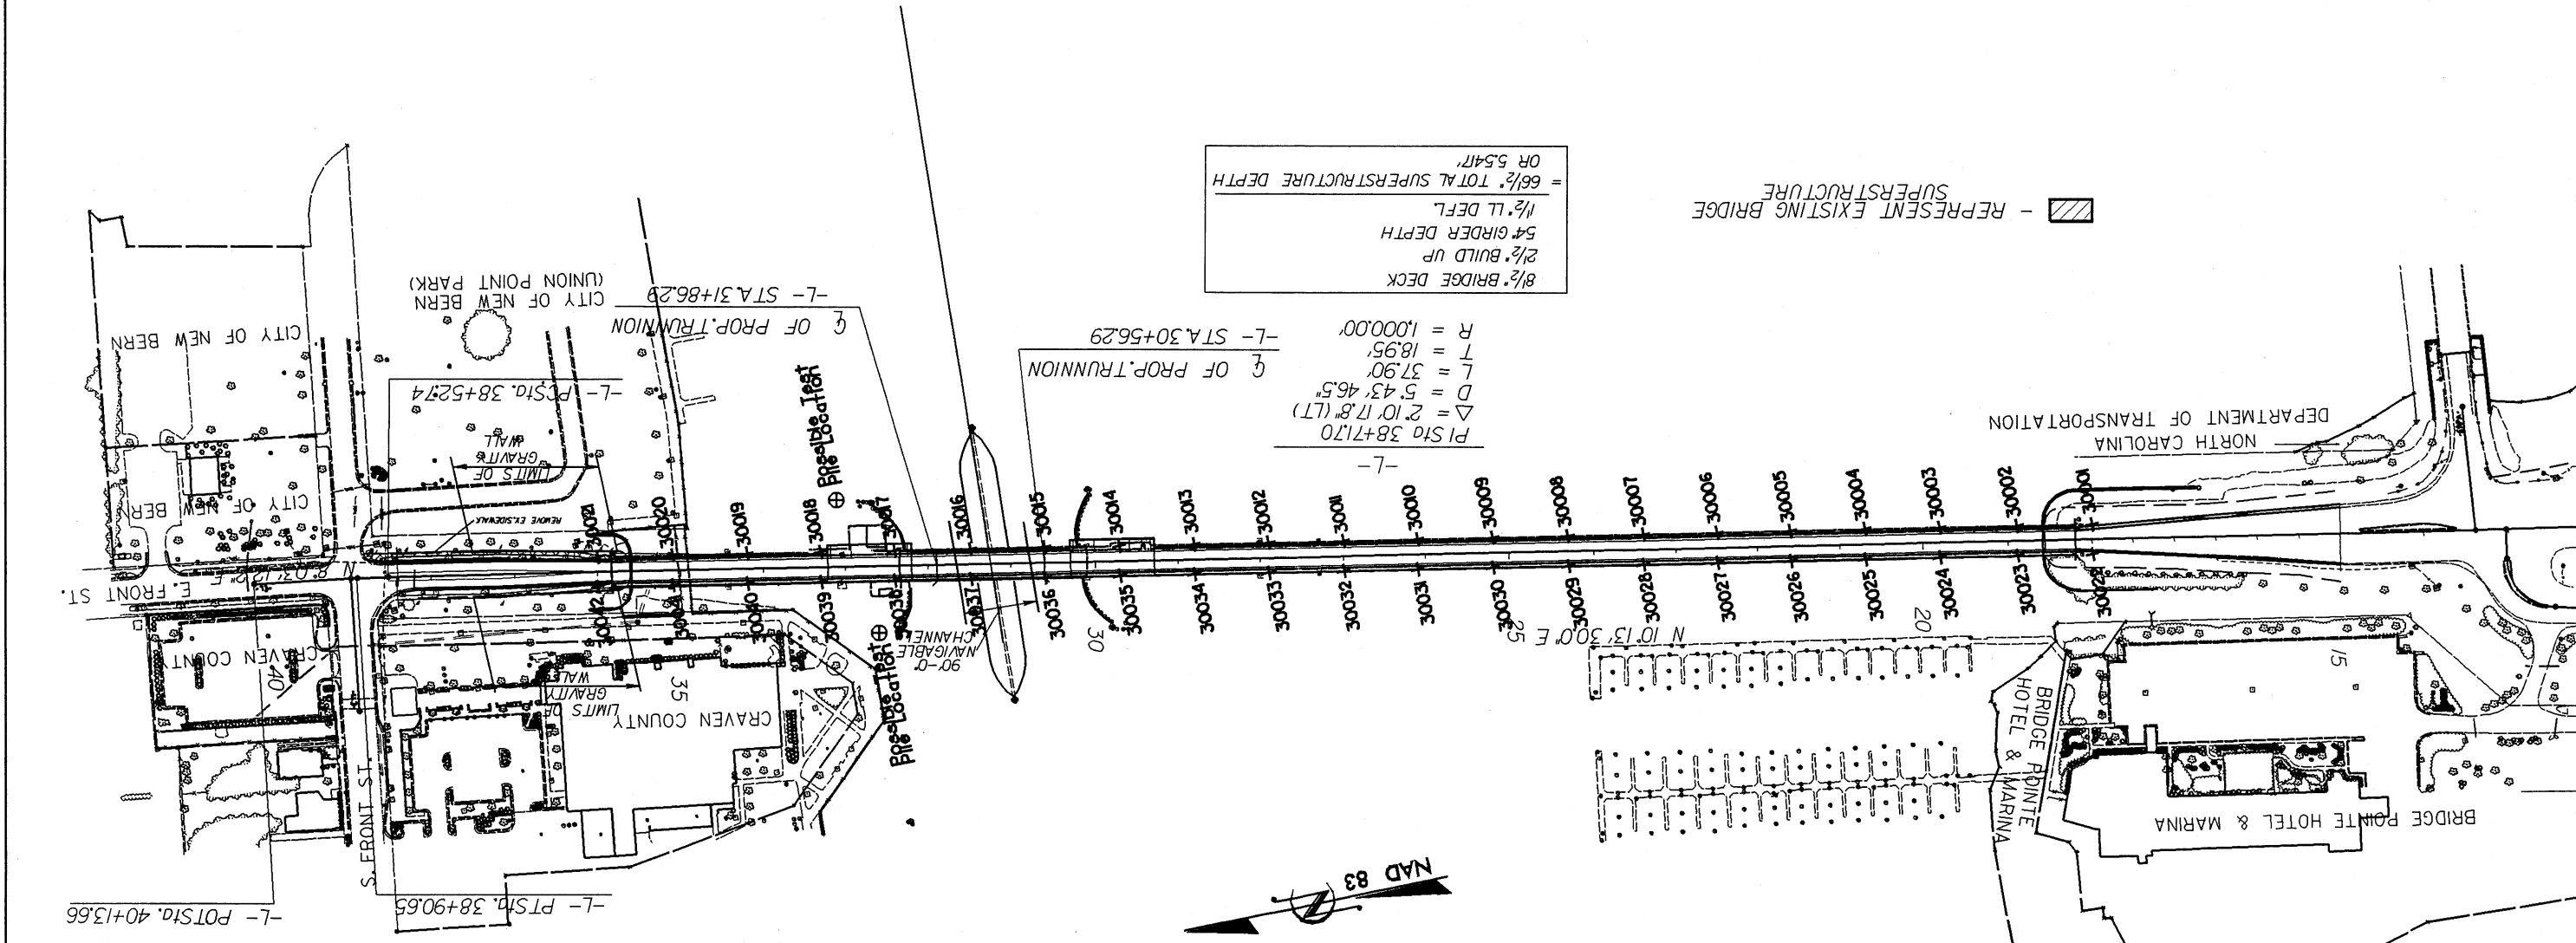 8½" BRIDGE DECK
2½" BUILD UP
54" GIRDER DEPTH
1½" LL DEFL
= 66½" TOTAL SUPERSTRUCTURE DEPTH
OR 5.541'
- REPRESENT EXISTING BRIDGE
SUPERSTRUCTURE
-L-
PI Sta 38+71.70
△ = 2° 10' 17.8" (LT)
D = 5° 43' 46.5"
L = 37.90'
T = 18.95'
R = 1,000.00'
℄ OF PROP. TRUNNION
-L- STA. 30+56.29
℄ OF PROP. TRUNNION
-L- STA. 31+86.29
CITY OF NEW BERN
(UNION POINT PARK)
CITY OF NEW BERN
CITY OF NEW BERN
-L- PCSta. 38+52.74
LIMITS OF
GRAVITY
WALL
REMOVE EX.SIDEWALK
Possible Test
Pile Location
NORTH CAROLINA
DEPARTMENT OF TRANSPORTATION
30021
30020
30019
30018
30017
30016
30015
30014
30013
30012
30011
30010
30009
30008
30007
30006
30005
30004
30003
30002
30001
30042
30041
30040
30039
30038
30037
30036
30035
30034
30033
30032
30031
30030
30029
30028
30027
30026
30025
30024
30023
30022
N 8° 03' 12.2" E
E. FRONT ST.
90'-0"
NAVIGABLE
CHANNEL
Possible Test
Pile Location
N 10° 13' 30.0" E
15
20
25
30
35
40
CRAVEN COUNTY
CRAVEN COUNT
LIMITS OF
GRAVITY
WALL
S. FRONT ST.
BRIDGE POINTE
HOTEL & MARINA
BRIDGE POINTE HOTEL & MARINA
NAD 83
-L- PTSta. 38+90.65
-L- POTSta. 40+13.66